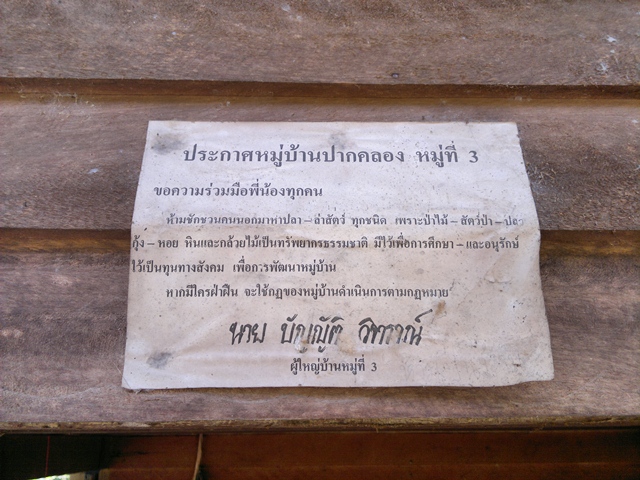 ประกาศหมู่บ้านปากคลอง หมู่ที่ 3
ขอความร่วมมือพี่น้องทุกคน
ห้ามชักชวนคนนอกมาหาปลา – ล่าสัตว์ ทุกชนิด เพราะป่าไม้ – สัตว์ป่า – ปลา
กุ้ง – หอย หินและกล้วยไม้เป็นทรัพยากรธรรมชาติ มีไว้เพื่อการศึกษา – และอนุรักษ์
ไว้เป็นทุนทางสังคม เพื่อการพัฒนาหมู่บ้าน
หากมีใครฝ่าฝืน จะใช้กฎของหมู่บ้านดำเนินการตามกฎหมาย
นาย บัญญัติ
ผู้ใหญ่บ้านหมู่ที่ 3